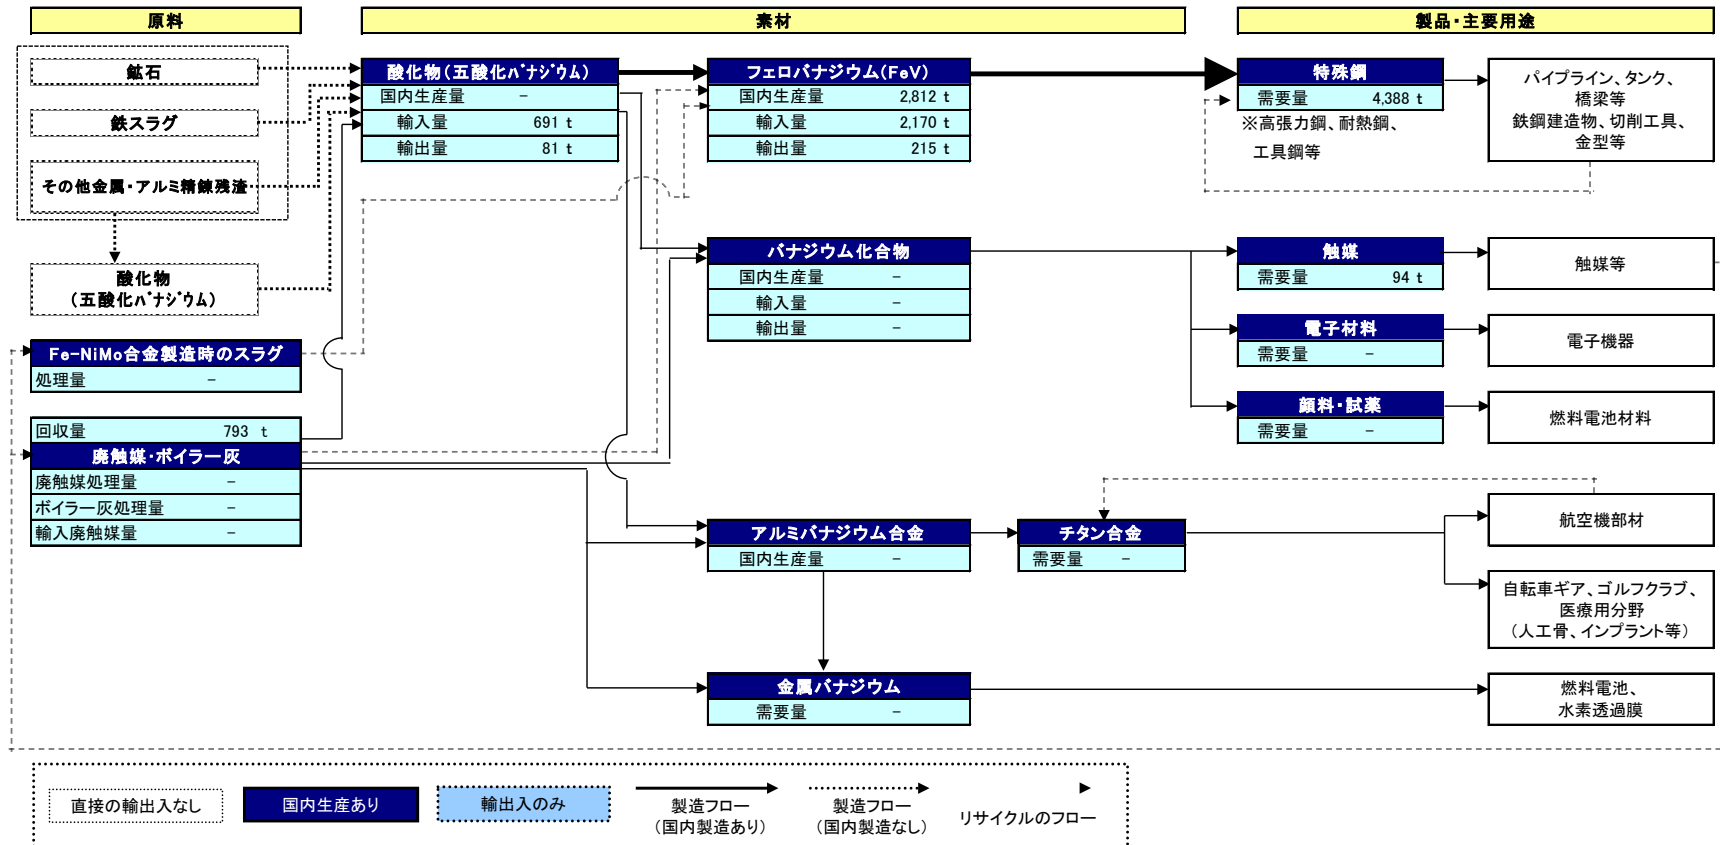 原料
素材
製品・主要用途
鉱石
鉄スラグ
その他金属・アルミ精錬残渣
酸化物
（五酸化ﾊﾞﾅｼﾞｳﾑ）
Fe-NiMo合金製造時のスラグ
処理量 －
回収量 793 t
廃触媒・ボイラー灰
廃触媒処理量 －
ボイラー灰処理量 －
輸入廃触媒量 －
酸化物（五酸化ﾊﾞﾅｼﾞｳﾑ）
国内生産量 －
輸入量 691 t
輸出量 81 t
フェロバナジウム(FeV)
国内生産量 2,812 t
輸入量 2,170 t
輸出量 215 t
バナジウム化合物
国内生産量 －
輸入量 －
輸出量 －
アルミバナジウム合金
国内生産量 －
チタン合金
需要量 －
金属バナジウム
需要量 －
特殊鋼
需要量 4,388 t
※高張力鋼、耐熱鋼、
工具鋼等
触媒
需要量 94 t
電子材料
需要量 －
顔料・試薬
需要量 －
パイプライン、タンク、
橋梁等
鉄鋼建造物、切削工具、
金型等
触媒等
電子機器
燃料電池材料
航空機部材
自転車ギア、ゴルフクラブ、
医療用分野
（人工骨、インプラント等）
燃料電池、
水素透過膜
直接の輸出入なし
国内生産あり
輸出入のみ
製造フロー
（国内製造あり）
製造フロー
（国内製造なし）
リサイクルのフロー